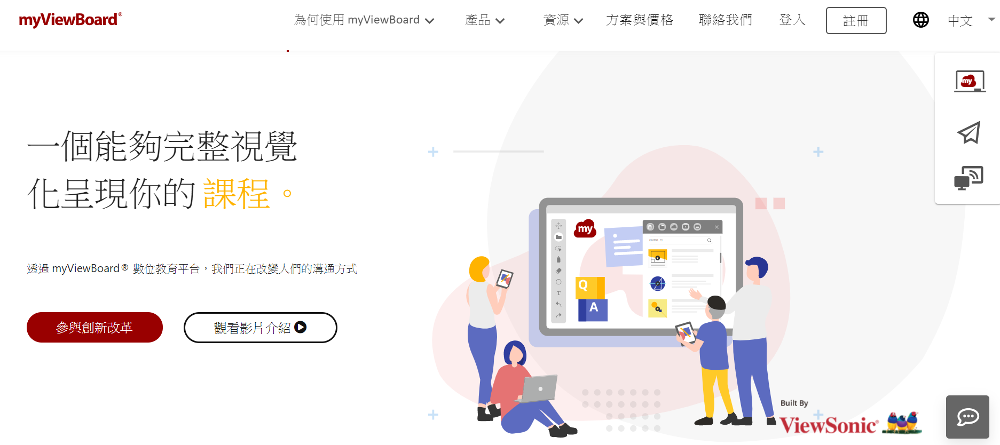 myViewBoard®
為何使用 myViewBoard
產品
資源
方案與價格
聯絡我們
登入
註冊
中文
my
一個能夠完整視覺
化呈現你的課程。
透過 myViewBoard® 數位教育平台，我們正在改變人們的溝通方式
參與創新改革
觀看影片介紹
my
Q
A
T
Built By
ViewSonic®